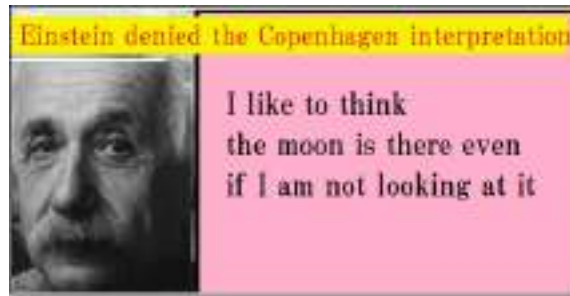 Einstein denied the Copenhagen interpretation
I like to think
the moon is there even
if I am not looking at it